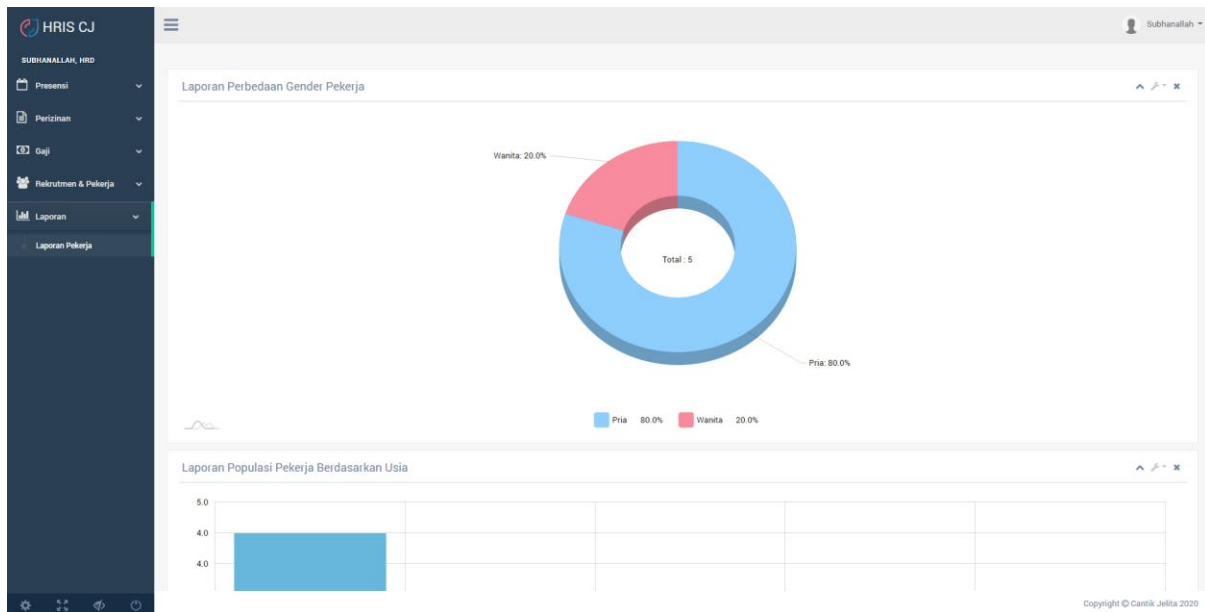 HRIS CJ
Subhanallah
SUBHANALLAH, HRD
Presensi
Perizinan
Gaji
Rekrutmen & Pekerja
Laporan
Laporan Pekerja
Laporan Perbedaan Gender Pekerja
Wanita: 20.0%
Total : 5
Pria: 80.0%
Pria 80.0% Wanita 20.0%
Laporan Populasi Pekerja Berdasarkan Usia
5.0
4.0
4.0
Copyright © Cantik Jelita 2020